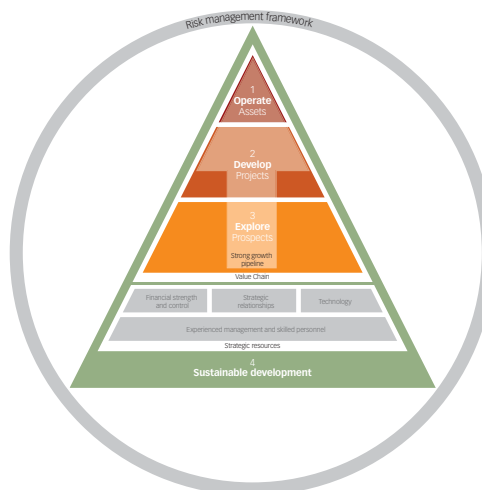 Risk management framework
1
Operate
Assets
2
Develop
Projects
3
Explore
Prospects
Strong growth
pipeline
Value Chain
Financial strength
and control
Strategic
relationships
Technology
Experienced management and skilled personnel
Strategic resources
4
Sustainable development